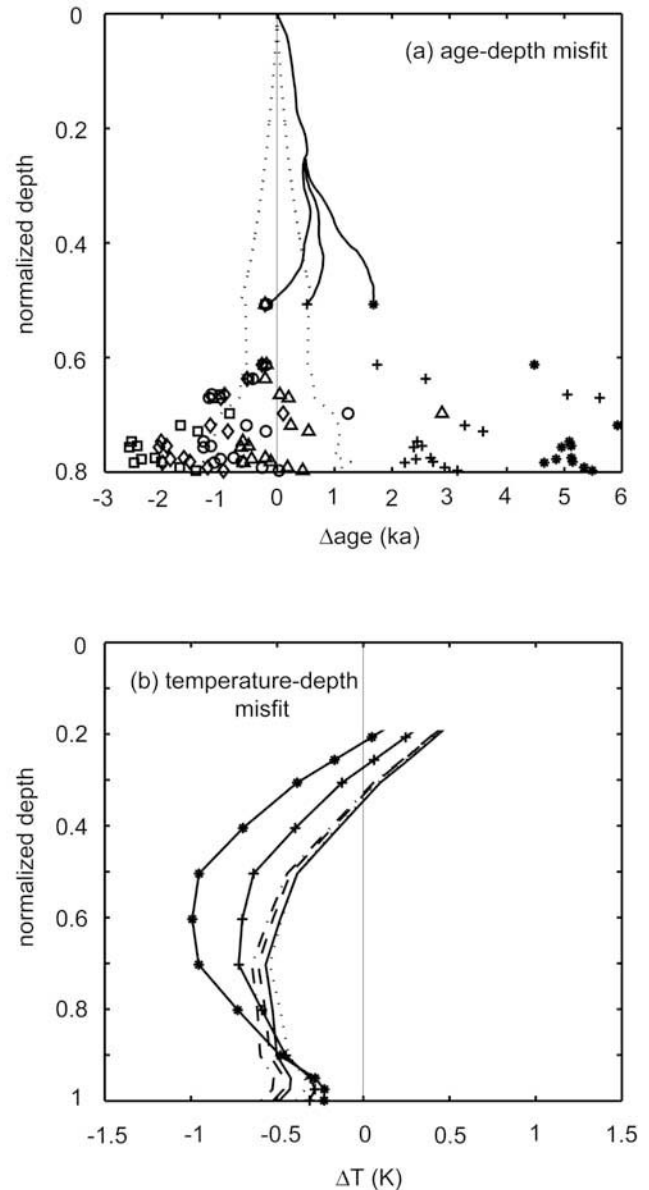 0
(a) age-depth misfit
0.2
normalized depth
0.4
0.6
0.8
-3 -2 -1 0 1 2 3 4 5 6
Δage (ka)
0
(b) temperature-depth
misfit
0.2
normalized depth
0.4
0.6
0.8
1
-1.5 -1 -0.5 0 0.5 1 1.5
ΔT (K)